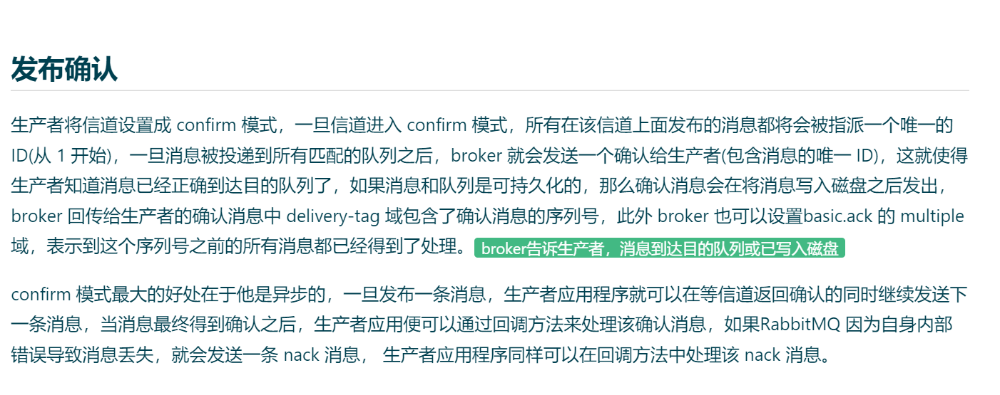 发布确认
生产者将信道设置成 confirm 模式，一旦信道进入 confirm 模式，所有在该信道上面发布的消息都将会被指派一个唯一的
ID(从 1 开始)，一旦消息被投递到所有匹配的队列之后，broker 就会发送一个确认给生产者(包含消息的唯一 ID)，这就使得
生产者知道消息已经正确到达目的队列了，如果消息和队列是可持久化的，那么确认消息会在将消息写入磁盘之后发出，
broker 回传给生产者的确认消息中 delivery-tag 域包含了确认消息的序列号，此外 broker 也可以设置basic.ack 的 multiple
域，表示到这个序列号之前的所有消息都已经得到了处理。 broker告诉生产者，消息到达目的队列或已写入磁盘
confirm 模式最大的好处在于他是异步的，一旦发布一条消息，生产者应用程序就可以在等信道返回确认的同时继续发送下
一条消息，当消息最终得到确认之后，生产者应用便可以通过回调方法来处理该确认消息，如果RabbitMQ 因为自身内部
错误导致消息丢失，就会发送一条 nack 消息， 生产者应用程序同样可以在回调方法中处理该 nack 消息。